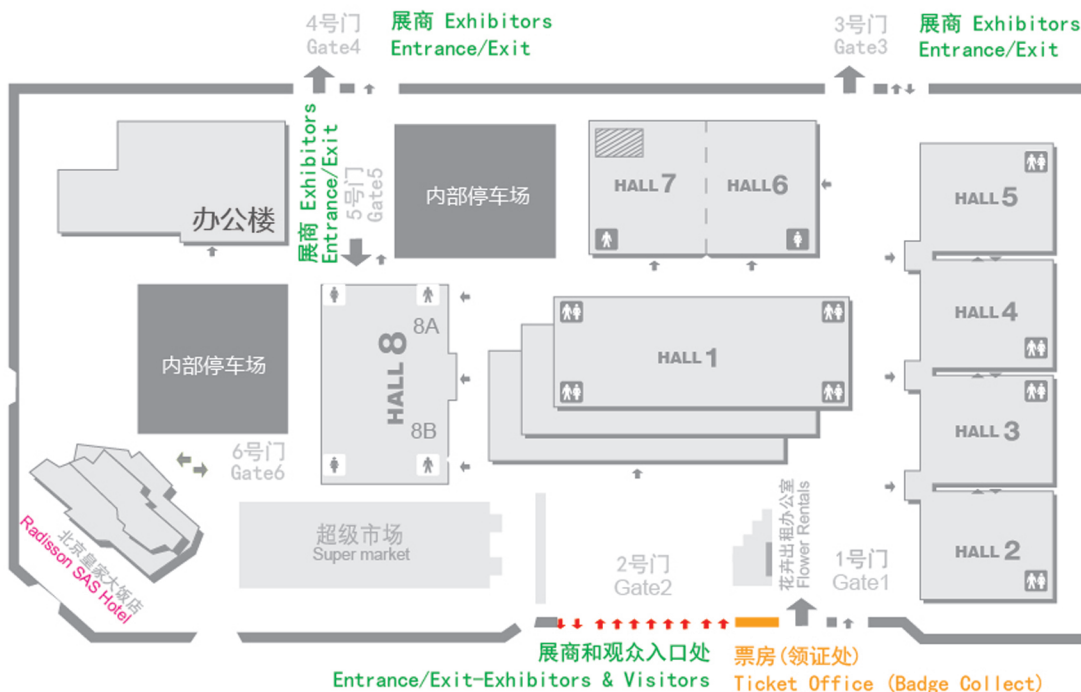 4号门
Gate4
展商 Exhibitors
Entrance/Exit
3号门
Gate3
展商 Exhibitors
Entrance/Exit
展商 Exhibitors
Entrance/Exit
5号门
Gate5
办公楼
内部停车场
HALL 7
HALL 6
HALL 5
内部停车场
HALL 8
8A
8B
HALL 1
HALL 4
HALL 3
HALL 2
6号门
Gate6
北京皇家大饭店
Radisson SAS Hotel
超级市场
Super market
2号门
Gate2
花卉出租办公室
Flower Rentals
1号门
Gate1
展商和观众入口处
Entrance/Exit-Exhibitors & Visitors
票房(领证处)
Ticket Office (Badge Collect)